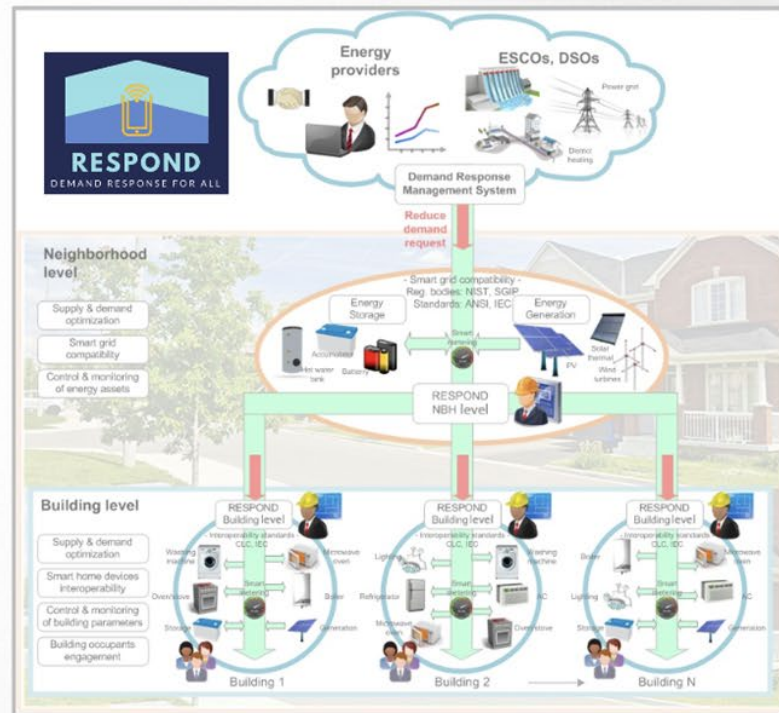 Energy
providers
ESCOs, DSOs
Power grid
District
heating
RESPOND
DEMAND RESPONSE FOR ALL
Demand Response
Management System
Reduce
demand
request
Neighborhood
level
Supply & demand
optimization
Smart grid
compatibility
Control & monitoring
of energy assets
- Smart grid compatibility -
Reg. bodies: NIST, SGIP
Standards: ANSI, IEC
Energy
Storage
Energy
Generation
Accumulator
Hot water
tank
Battery
Smart
metering
PV
Solar
thermal
Wind
turbines
RESPOND
NBH level
Building level
Supply & demand
optimization
Smart home devices
interoperability
Control & monitoring
of building parameters
Building occupants
engagement
RESPOND
Building level
- Interoperability standards -
CLC, IEC
Washing
machine
Microwave
oven
Oven/stove
Smart
metering
Boiler
Storage
Generation
Building 1
RESPOND
Building level
- Interoperability standards -
CLC, IEC
Lighting
Washing
machine
Refrigerator
Smart
metering
AC
Microwave
oven
Oven/stove
Building 2
RESPOND
Building level
- Interoperability standards -
CLC, IEC
Boiler
Microwave
oven
Lighting
Smart
metering
AC
Storage
Generation
Building N